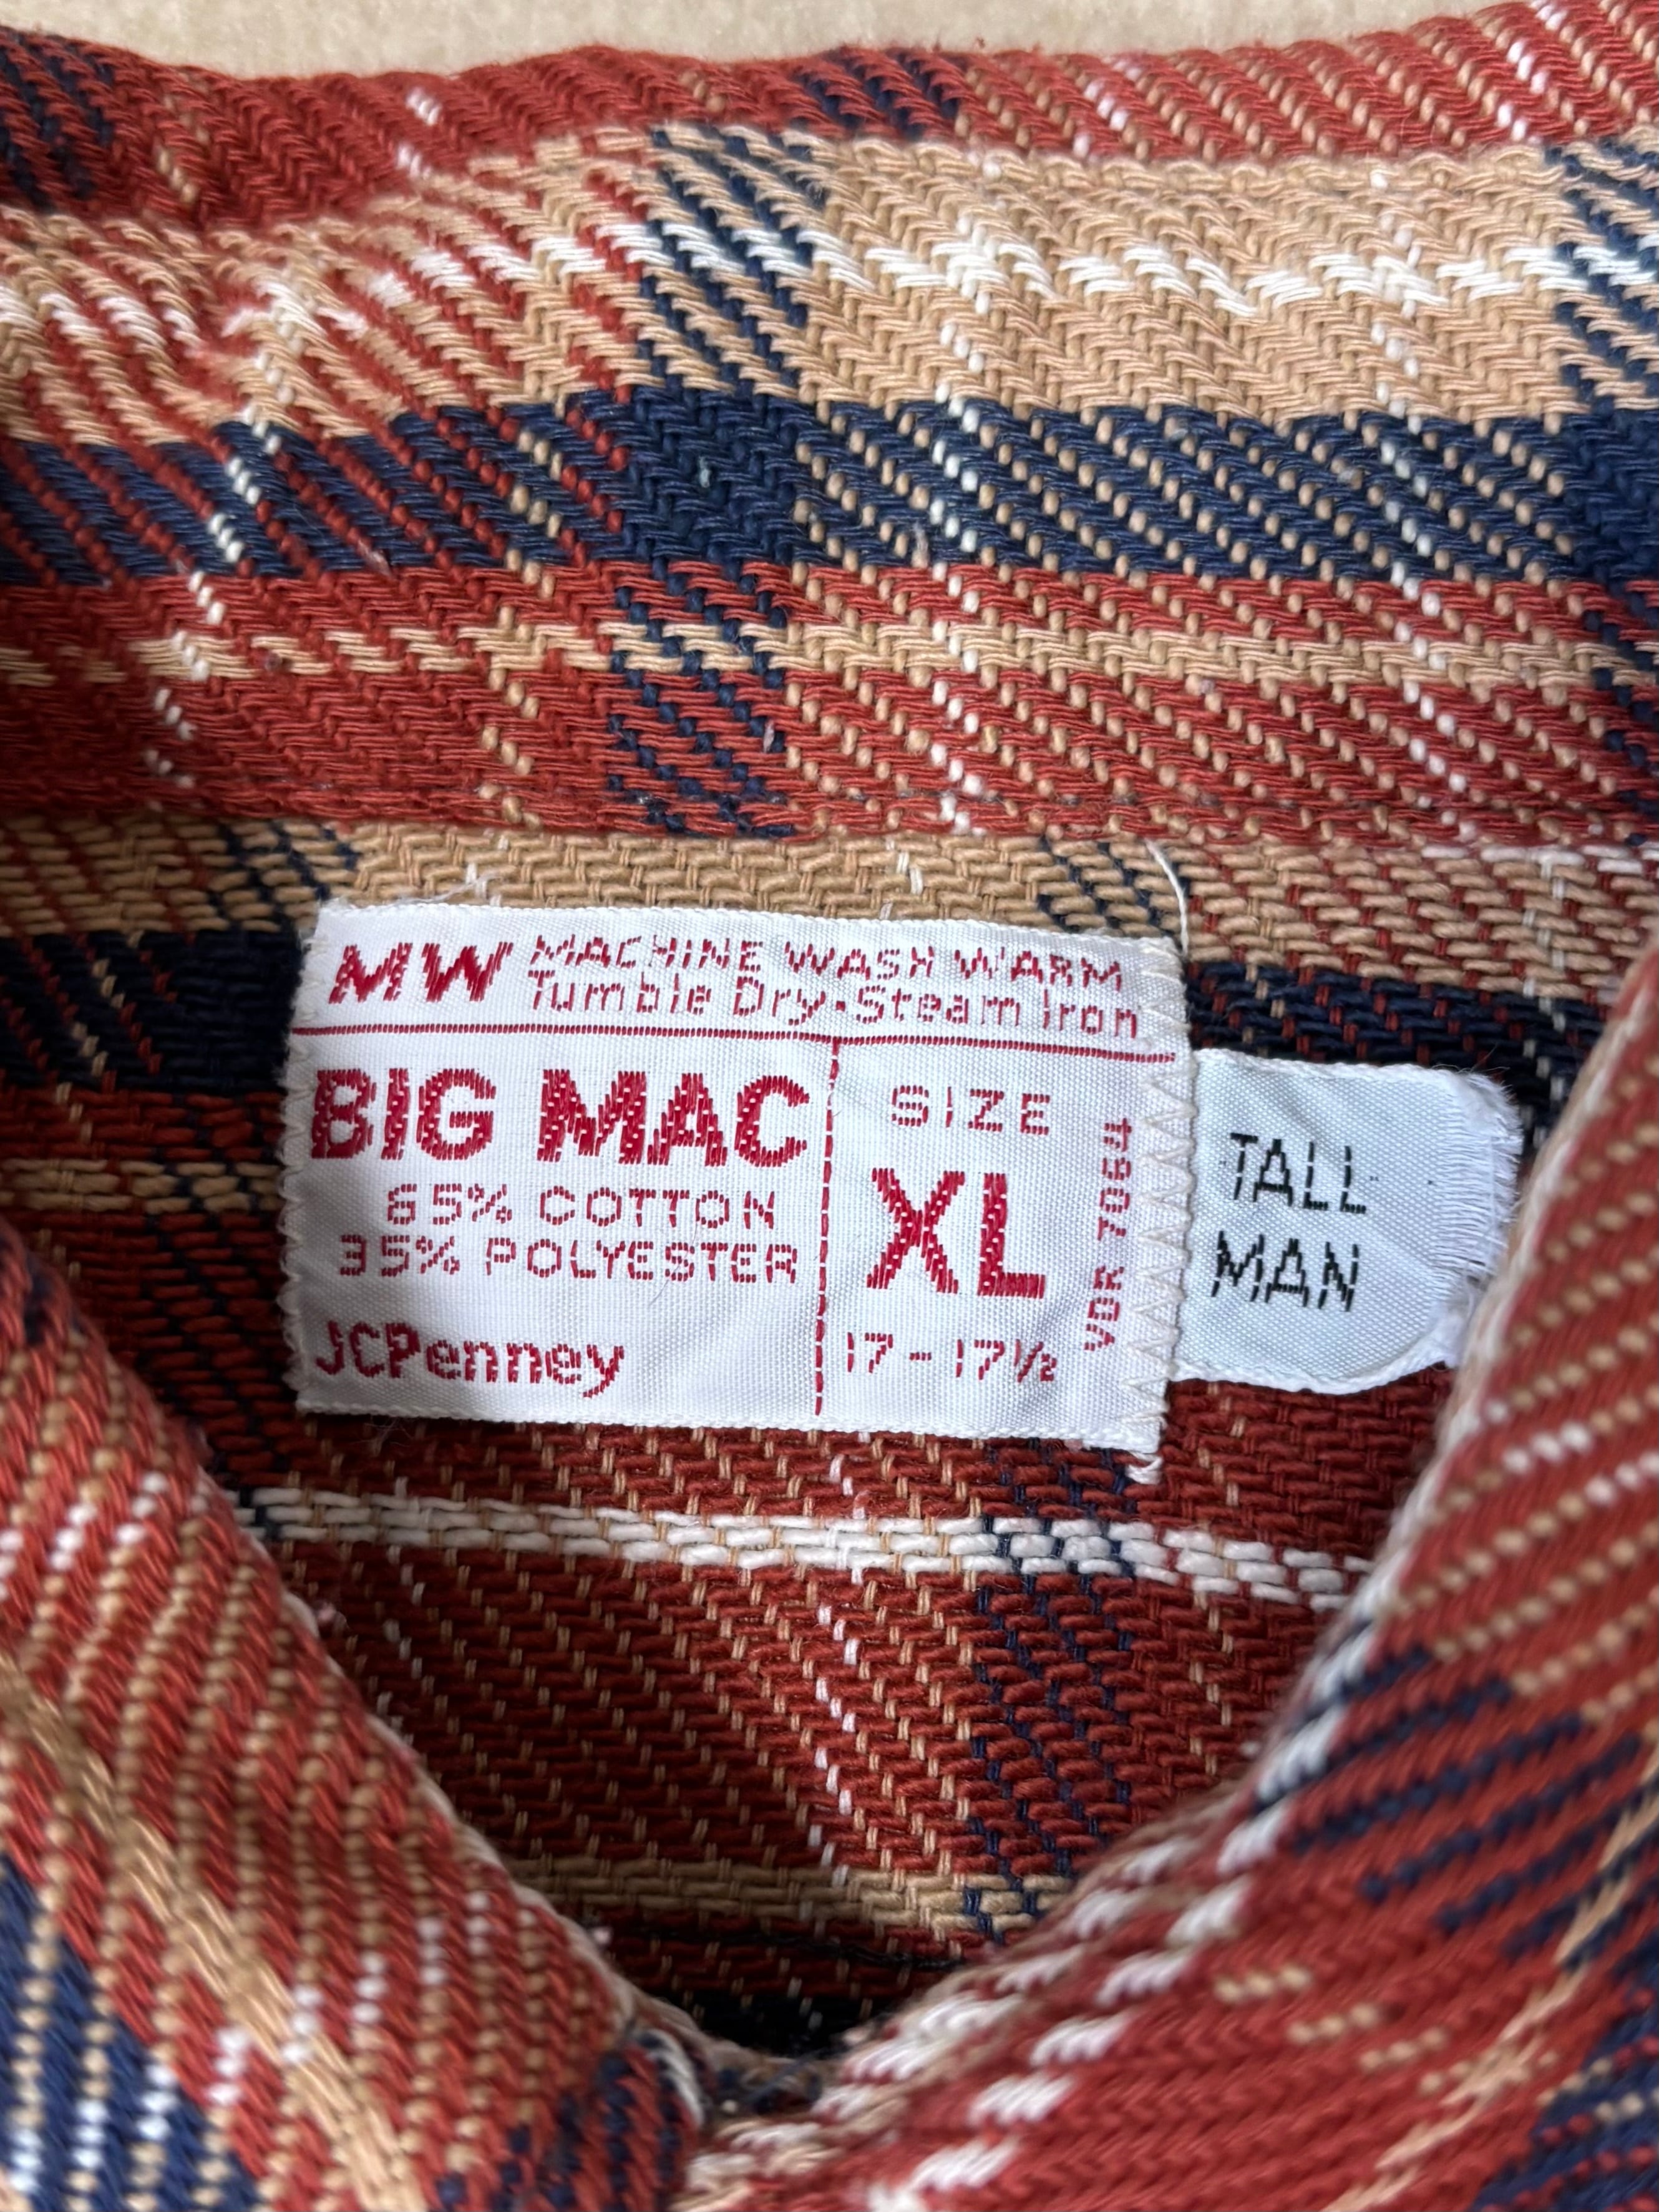 MW
MACHINE WASH WARM
Tumble Dry•Steam Iron
BIG MAC
65% COTTON
35% POLYESTER
JCPenney
SIZE
XL
17-17½
VDR 7064
TALL
MAN